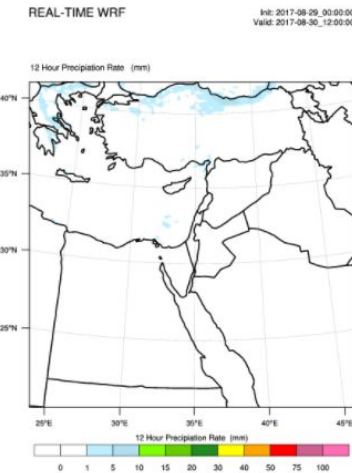 REAL-TIME WRF
Init: 2017-08-29_00:00:00
Valid: 2017-08-30_12:00:00
12 Hour Precipitation Rate (mm)
40°N
35°N
30°N
25°N
25°E 30°E 35°E 40°E 45°E
12 Hour Precipitation Rate (mm)
0 1 5 10 15 20 30 40 50 75 100